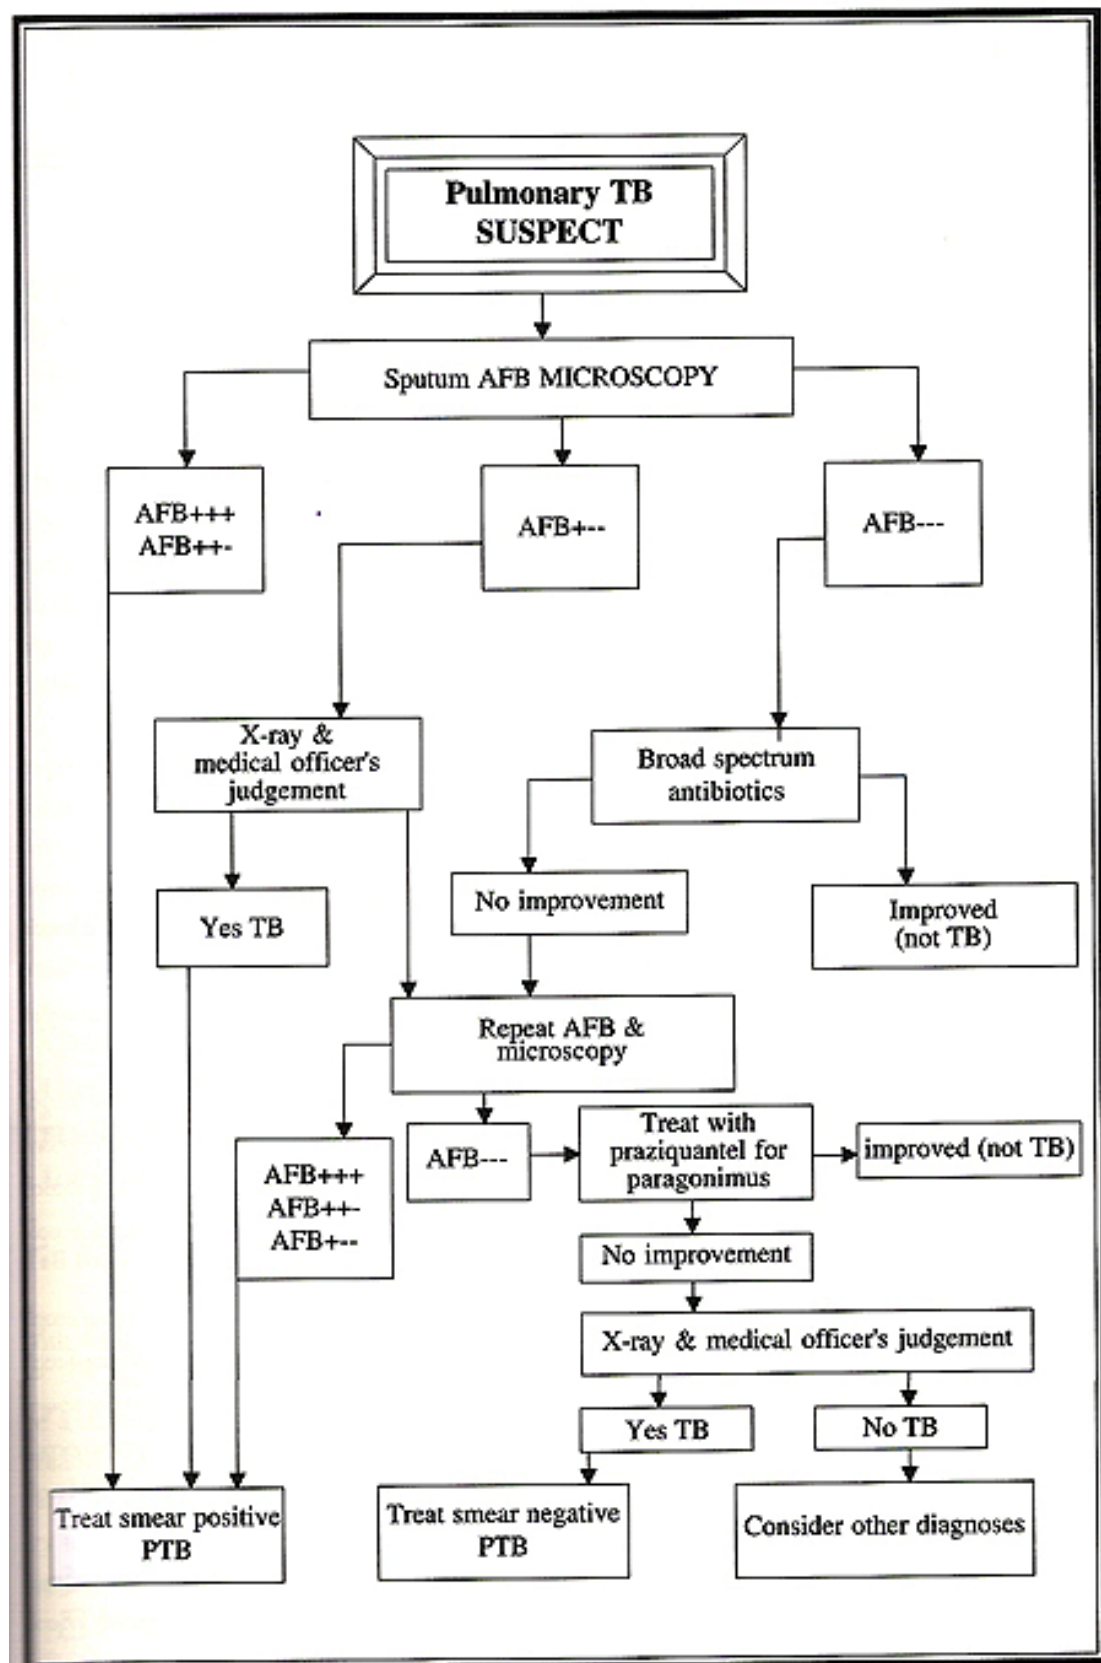 Pulmonary TB
SUSPECT
Sputum AFB MICROSCOPY
AFB+++
AFB++-
AFB+--
AFB---
X-ray &
medical officer's
judgement
Broad spectrum
antibiotics
Yes TB
No improvement
Improved
(not TB)
Repeat AFB &
microscopy
AFB+++
AFB++-
AFB+--
AFB---
Treat with
praziquantel for
paragonimus
improved (not TB)
No improvement
X-ray & medical officer's judgement
Yes TB
No TB
Treat smear positive
PTB
Treat smear negative
PTB
Consider other diagnoses